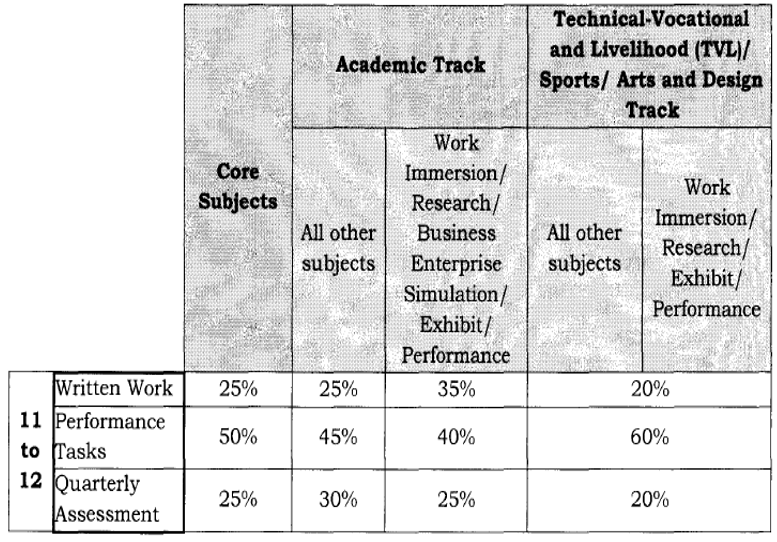 Core
Subjects
Academic Track
Technical-Vocational
and Livelihood (TVL)/
Sports/ Arts and Design
Track
All other
subjects
Work
Immersion/
Research/
Business
Enterprise
Simulation/
Exhibit/
Performance
All other
subjects
Work
Immersion/
Research/
Exhibit/
Performance
11
to
12
Written Work 25% 25% 35% 20%
Performance
Tasks
50% 45% 40% 60%
Quarterly
Assessment
25% 30% 25% 20%